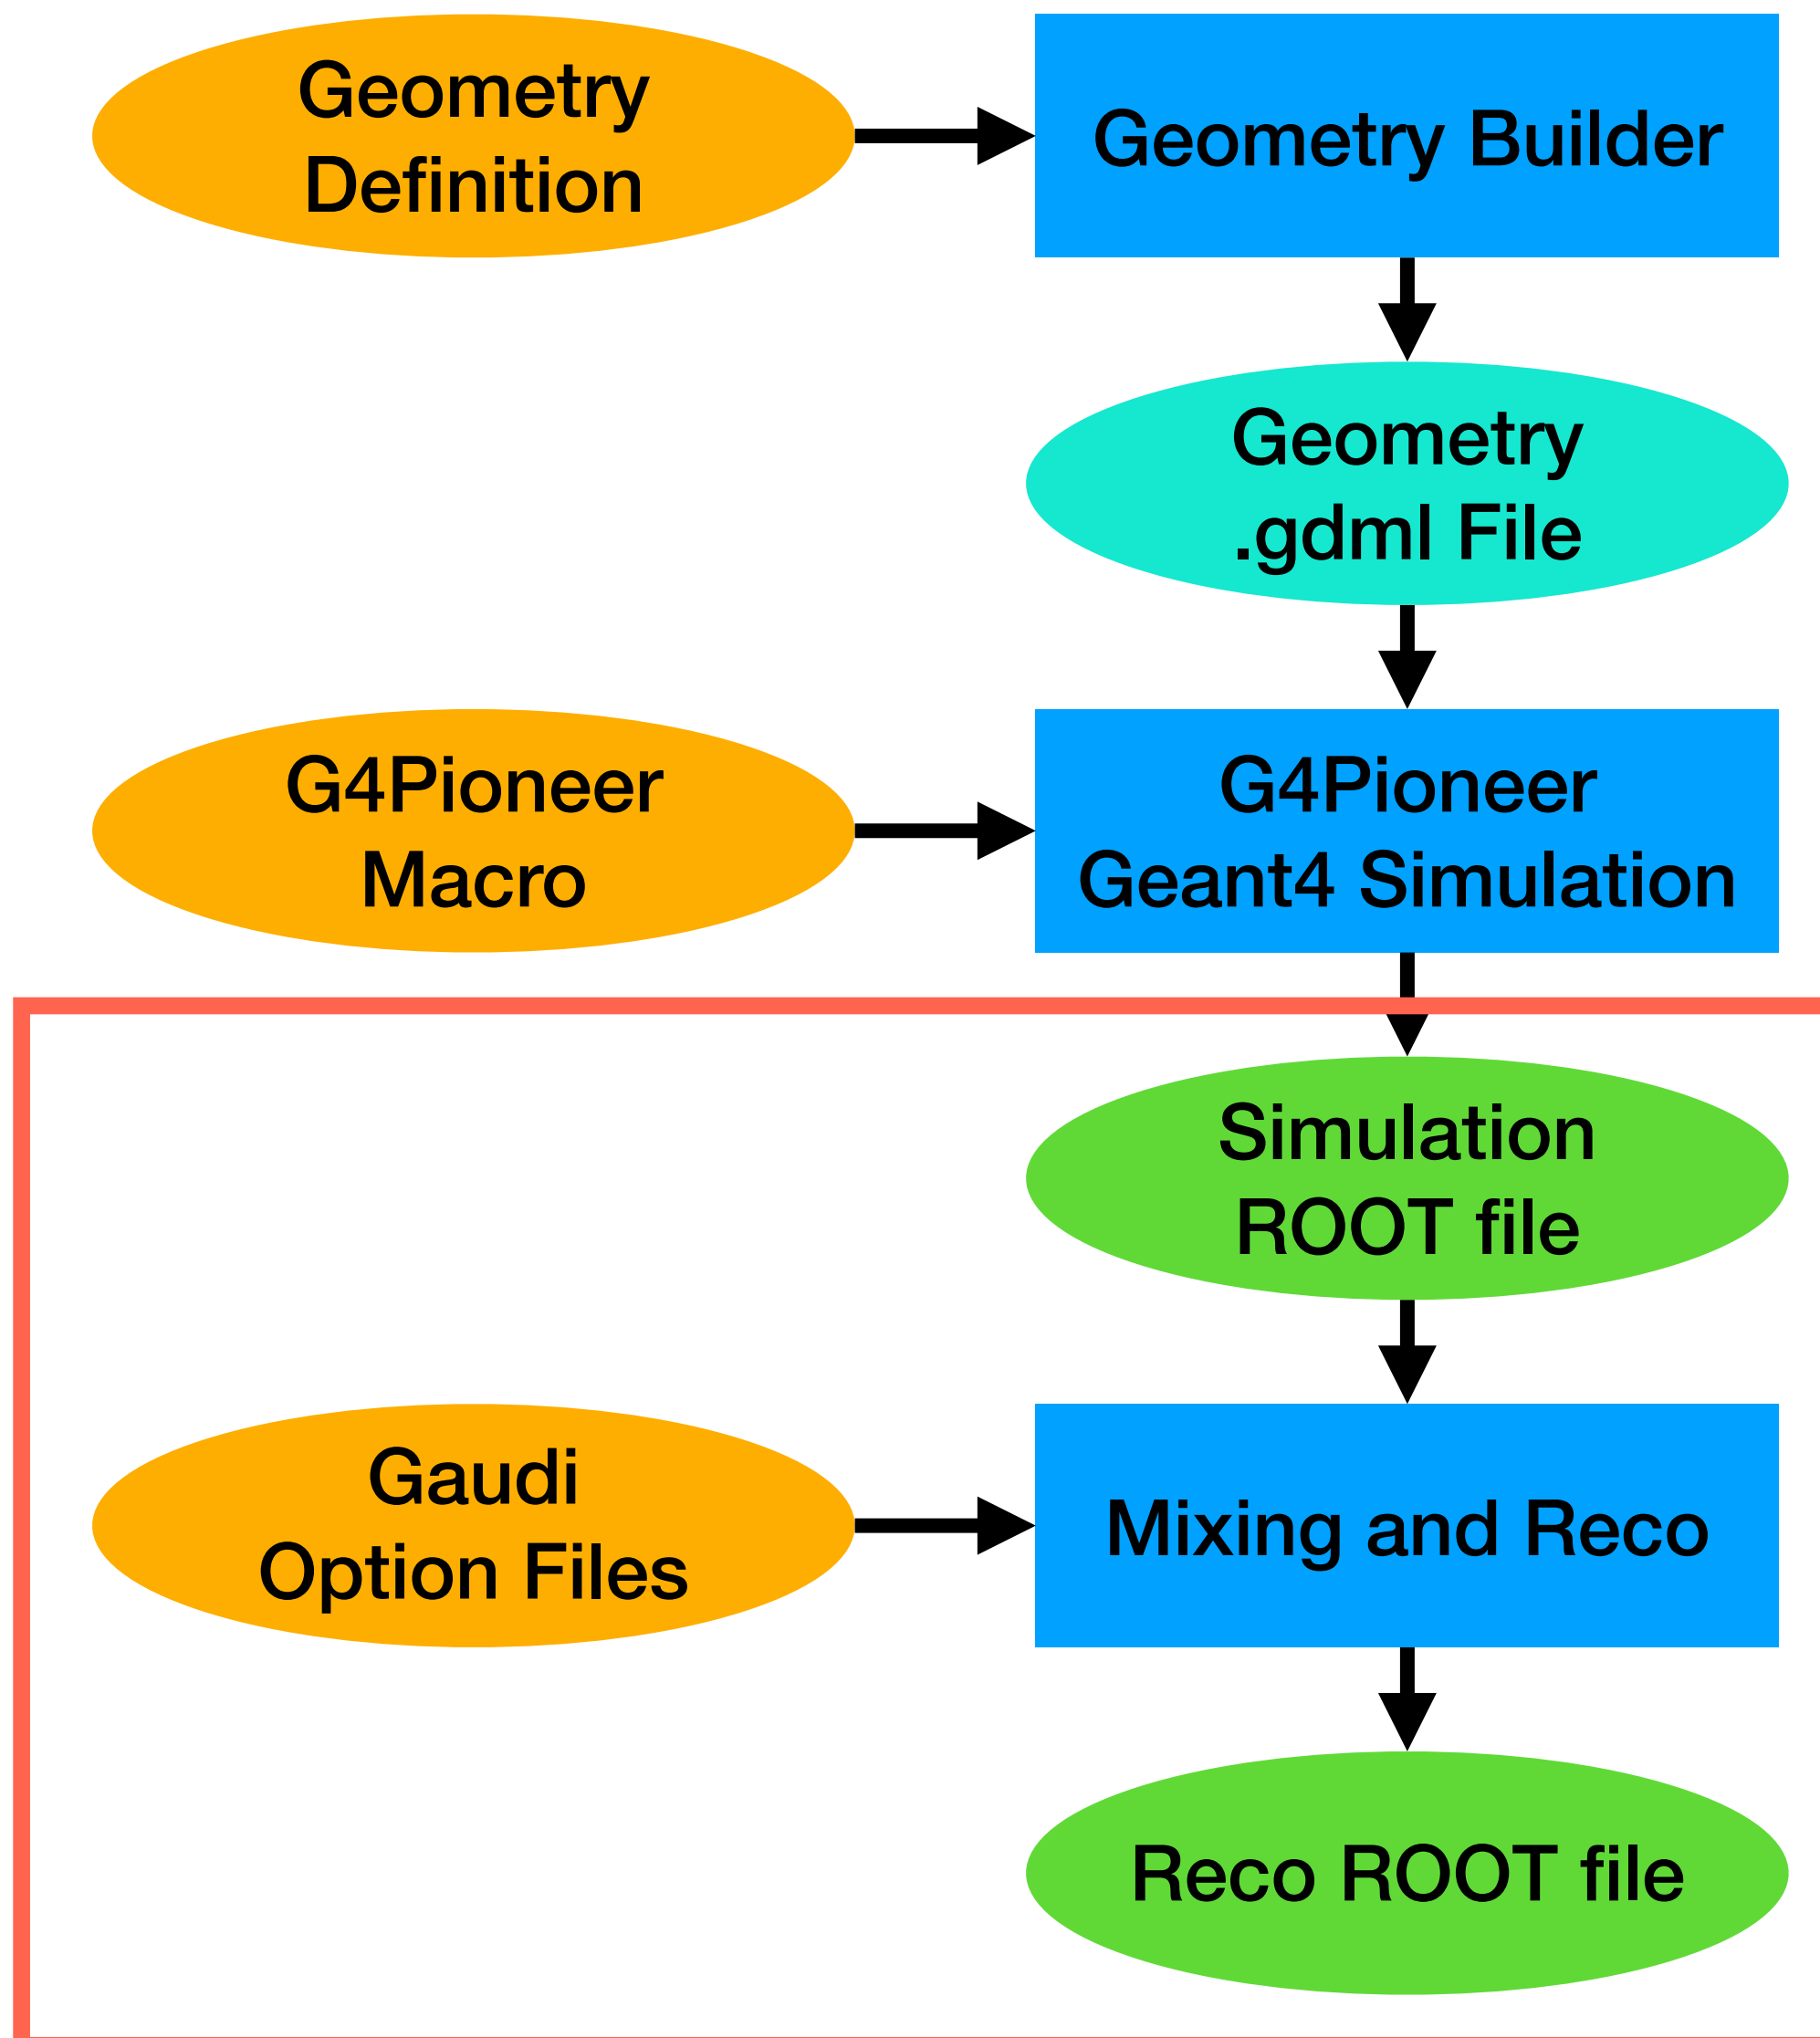 Geometry
Definition
Geometry Builder
Geometry
.gdml File
G4Pioneer
Macro
G4Pioneer
Geant4 Simulation
Simulation
ROOT file
Gaudi
Option Files
Mixing and Reco
Reco ROOT file